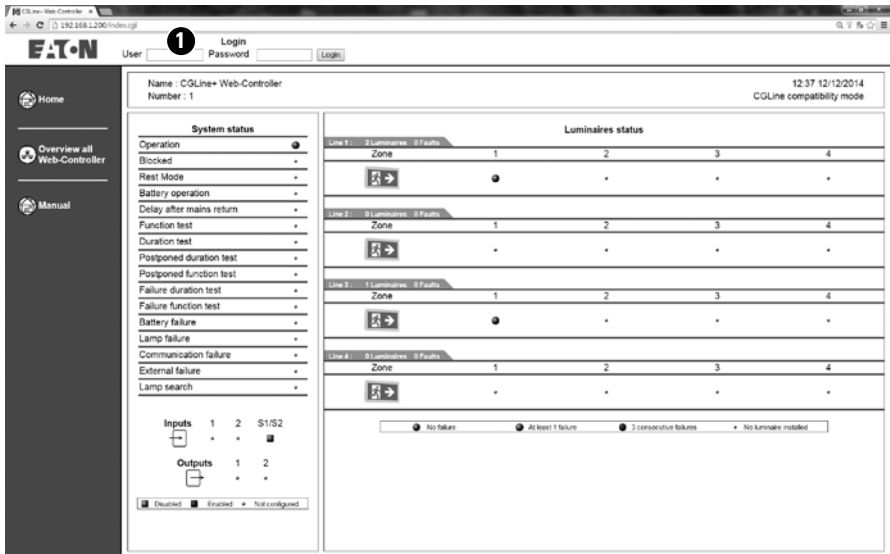 CGLine+ Web-Controller
192.168.1.200/index.cgi
EATON
1
Login
User Password Login
Home
Overview all
Web-Controller
Manual
Name : CGLine+ Web-Controller
Number : 1
12:37 12/12/2014
CGLine compatibility mode
System status
Operation
Blocked
Rest Mode
Battery operation
Delay after mains return
Function test
Duration test
Postponed duration test
Postponed function test
Failure duration test
Failure function test
Battery failure
Lamp failure
Communication failure
External failure
Lamp search
Inputs 1 2 S1/S2
Outputs 1 2
Disabled Enabled Not configured
Luminaires status
Line 1 : 2 Luminaires 0 Faults
Zone 1 2 3 4
Line 2 : 0 Luminaires 0 Faults
Zone 1 2 3 4
Line 3 : 1 Luminaires 0 Faults
Zone 1 2 3 4
Line 4 : 0 Luminaires 0 Faults
Zone 1 2 3 4
No failure At least 1 failure 3 consecutive failures No luminaire installed